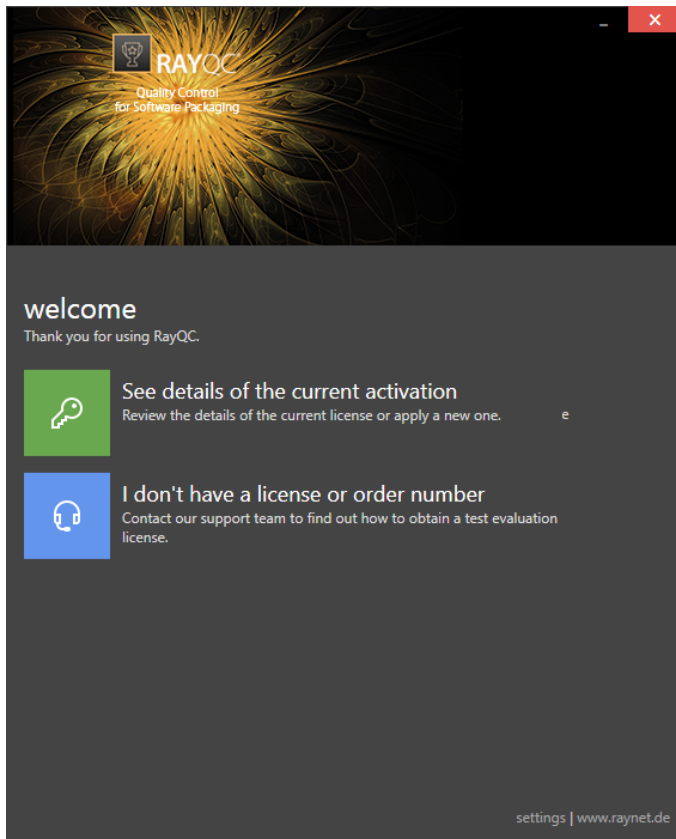 RAYQC
Quality Control
for Software Packaging
welcome
Thank you for using RayQC.
See details of the current activation
Review the details of the current license or apply a new one. e
I don't have a license or order number
Contact our support team to find out how to obtain a test evaluation
license.
settings | www.raynet.de